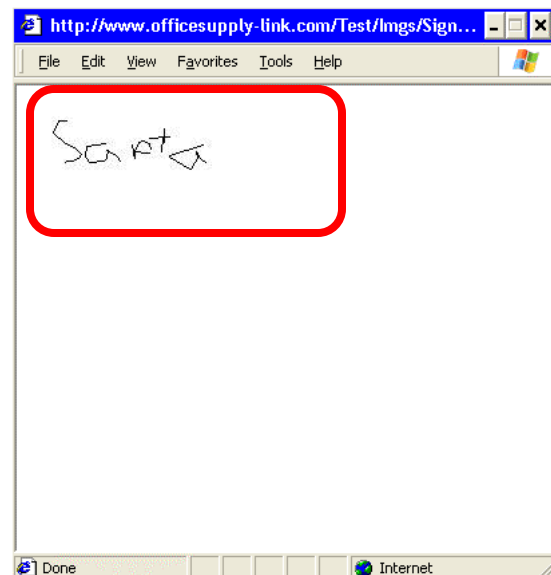 http://www.officesupply-link.com/Test/Imgs/Sign...
File Edit View Favorites Tools Help
Santa
Done Internet